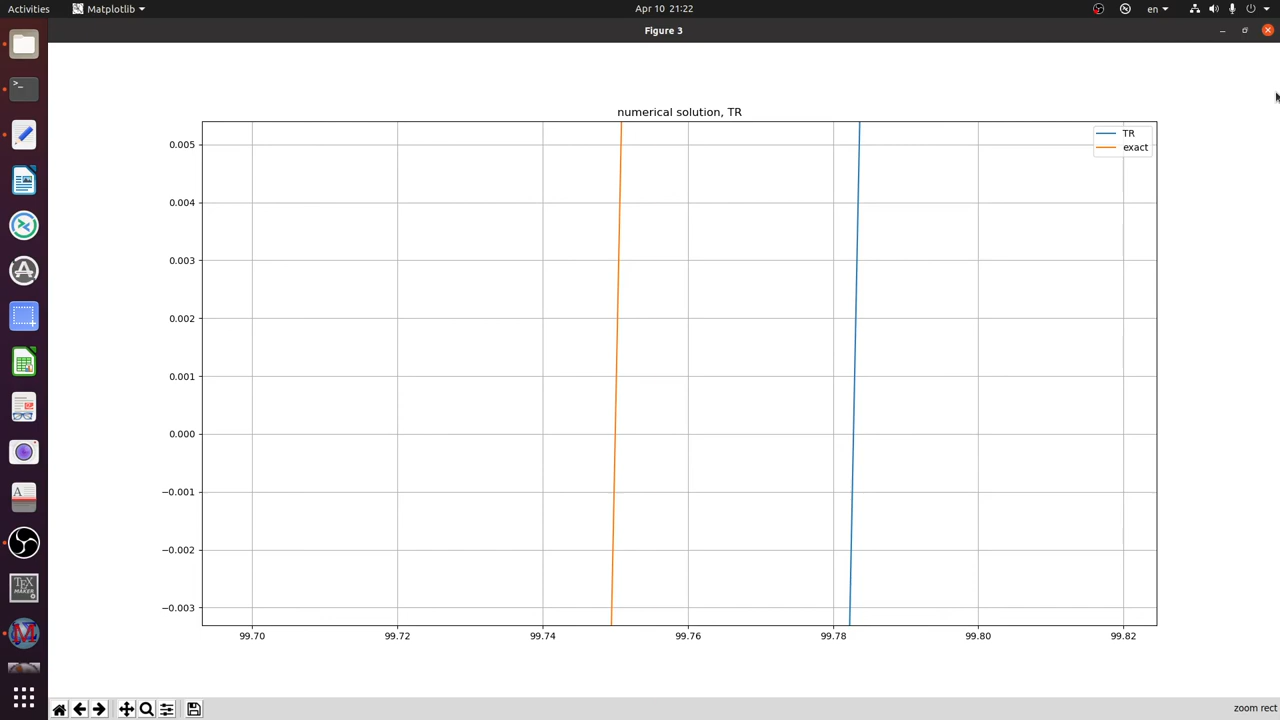 Activities
Matplotlib
Apr 10 21:22
en
Figure 3
numerical solution, TR
TR
exact
0.005
0.004
0.003
0.002
0.001
0.000
−0.001
−0.002
−0.003
99.70 99.72 99.74 99.76 99.78 99.80 99.82
>_
A
TEX
MAKER
M
zoom rect